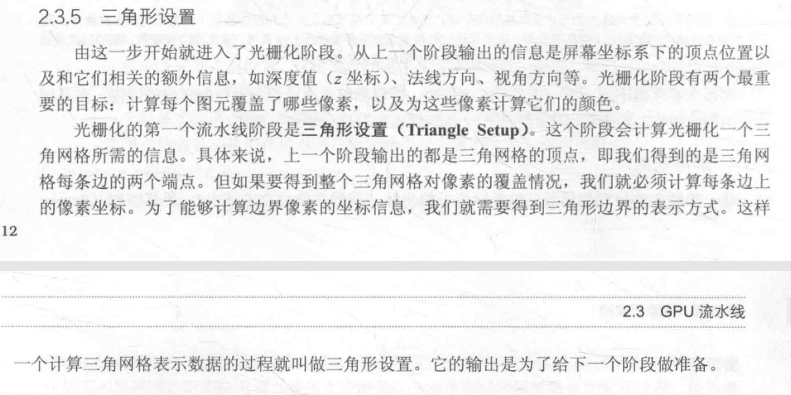 2.3.5 三角形设置
由这一步开始就进入了光栅化阶段。从上一个阶段输出的信息是屏幕坐标系下的顶点位置以
及和它们相关的额外信息，如深度值（z 坐标）、法线方向、视角方向等。光栅化阶段有两个最重
要的目标：计算每个图元覆盖了哪些像素，以及为这些像素计算它们的颜色。
光栅化的第一个流水线阶段是三角形设置（Triangle Setup）。这个阶段会计算光栅化一个三
角网格所需的信息。具体来说，上一个阶段输出的都是三角网格的顶点，即我们得到的是三角网
格每条边的两个端点。但如果要得到整个三角网格对像素的覆盖情况，我们就必须计算每条边上
的像素坐标。为了能够计算边界像素的坐标信息，我们就需要得到三角形边界的表示方式。这样
12
2.3 GPU 流水线
一个计算三角网格表示数据的过程就叫做三角形设置。它的输出是为了给下一个阶段做准备。